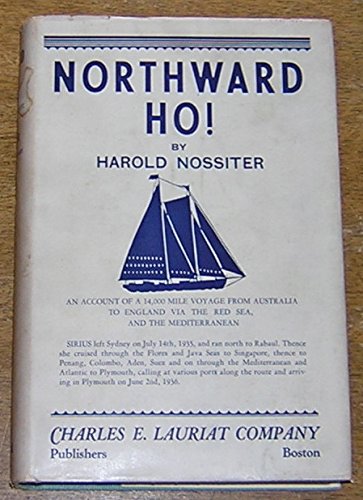 NORTHWARD
HO!
BY
HAROLD NOSSITER
AN ACCOUNT OF A 14,000 MILE VOYAGE FROM AUSTRALIA
TO ENGLAND VIA THE RED SEA,
AND THE MEDITERRANEAN
SIRIUS left Sydney on July 14th, 1935, and ran north to Rabaul. Thence
she cruised through the Flores and Java Seas to Singapore, thence to
Penang, Colombo, Aden, Suez and on through the Mediterranean and
Atlantic to Plymouth, calling at various ports along the route and arriv-
ing in Plymouth on June 2nd, 1936.
CHARLES E. LAURIAT COMPANY
Publishers Boston